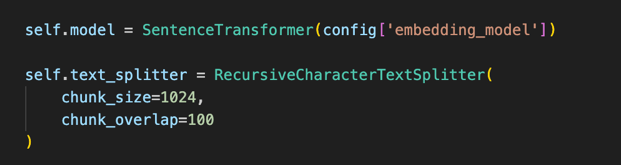 self.model = SentenceTransformer(config['embedding_model'])
self.text_splitter = RecursiveCharacterTextSplitter(
    chunk_size=1024,
    chunk_overlap=100
)